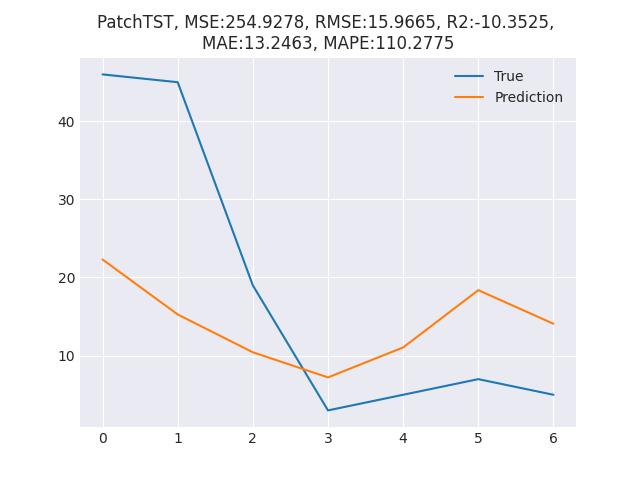 PatchTST, MSE:254.9278, RMSE:15.9665, R2:-10.3525,
MAE:13.2463, MAPE:110.2775
True
Prediction
40
30
20
10
0 1 2 3 4 5 6